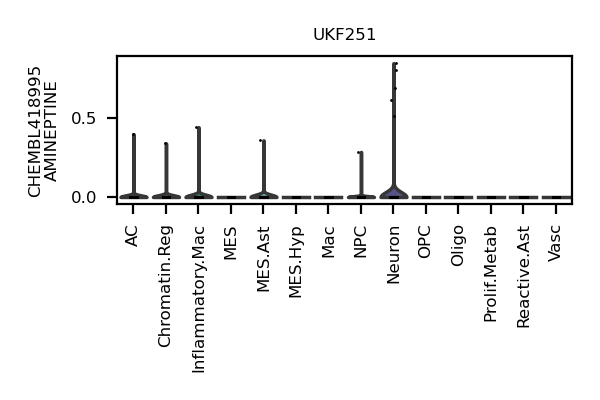 UKF251
CHEMBL418995
AMINEPTINE
0.5
0.0
AC
Chromatin.Reg
Inflammatory.Mac
MES
MES.Ast
MES.Hyp
Mac
NPC
Neuron
OPC
Oligo
Prolif.Metab
Reactive.Ast
Vasc